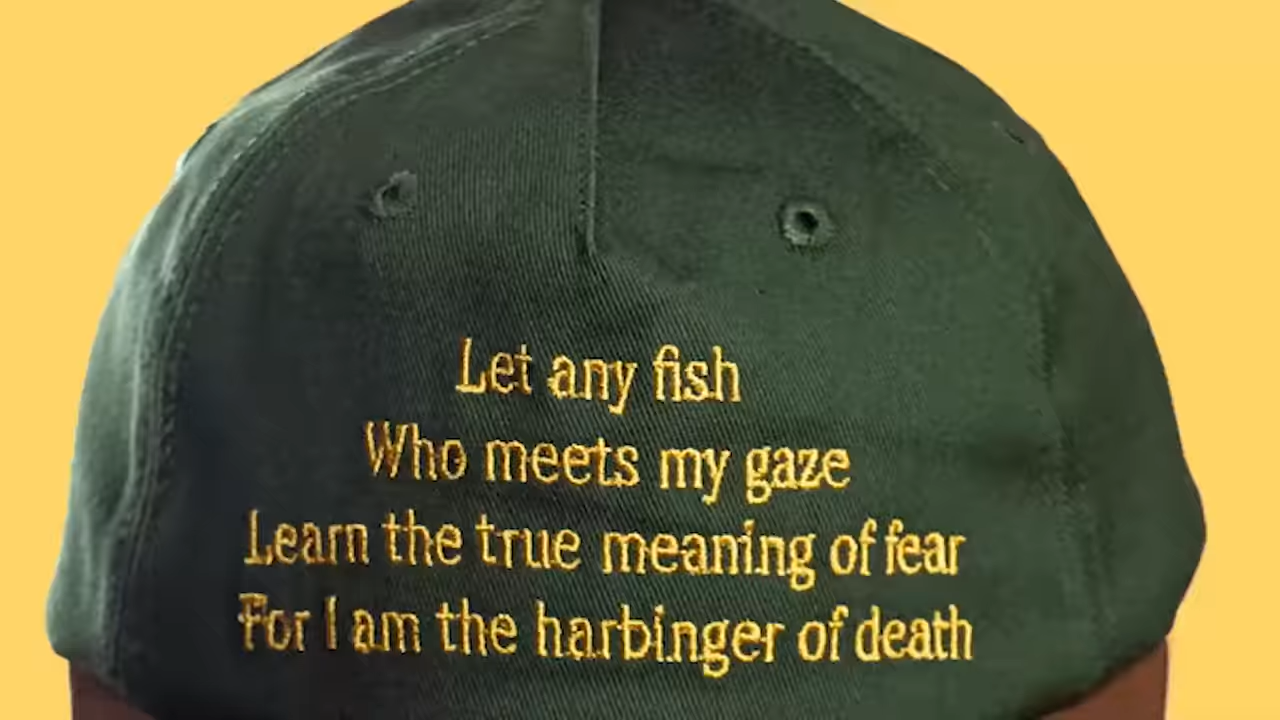 Let any fish
Who meets my gaze
Learn the true meaning of fear
For I am the harbinger of death